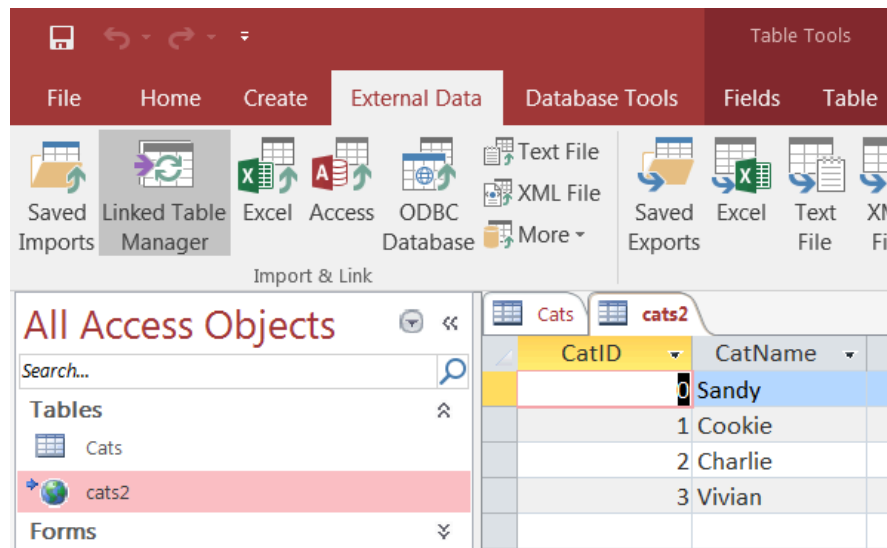 Table Tools
File Home Create External Data Database Tools Fields Table
Saved Imports
Linked Table Manager
Excel
Access
ODBC Database
Text File
XML File
More
Saved Exports
Excel
Text File
Import & Link
All Access Objects
Search...
Tables
Cats
cats2
Forms
Cats cats2
CatID CatName
0 Sandy
1 Cookie
2 Charlie
3 Vivian